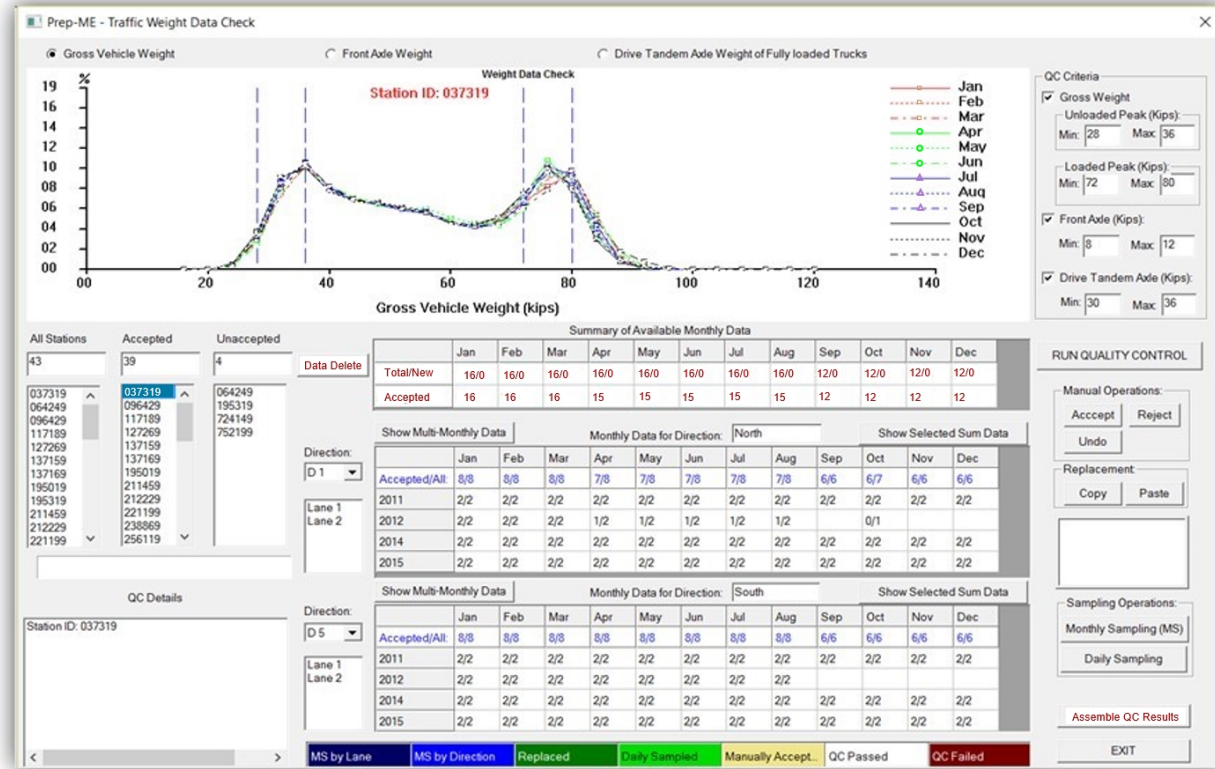 Prep-ME - Traffic Weight Data Check
Gross Vehicle Weight Front Axle Weight Drive Tandem Axle Weight of Fully loaded Trucks
Weight Data Check
%
Station ID: 037319
19
16
14
12
10
08
06
04
02
00
00 20 40 60 80 100 120 140
Gross Vehicle Weight (kips)
Jan
Feb
Mar
Apr
May
Jun
Jul
Aug
Sep
Oct
Nov
Dec
QC Criteria
Gross Weight
Unloaded Peak (Kips):
Min: 28 Max: 36
Loaded Peak (Kips):
Min: 72 Max: 80
Front Axle (Kips):
Min: 8 Max: 12
Drive Tandem Axle (Kips):
Min: 30 Max: 36
All Stations Accepted Unaccepted
43 39 4
Data Delete
037319
064249
096429
117189
127269
137159
137169
195019
195319
211459
212229
221199
037319
096429
117189
127269
137159
137169
195019
211459
212229
221199
238869
256119
064249
195319
724149
752199
Summary of Available Monthly Data
Jan Feb Mar Apr May Jun Jul Aug Sep Oct Nov Dec
Total/New 16/0 16/0 16/0 16/0 16/0 16/0 16/0 16/0 12/0 12/0 12/0 12/0
Accepted 16 16 16 15 15 15 15 15 12 12 12 12
Show Multi-Monthly Data Monthly Data for Direction: North Show Selected Sum Data
Direction:
D 1
Lane 1
Lane 2
Jan Feb Mar Apr May Jun Jul Aug Sep Oct Nov Dec
Accepted/All: 8/8 8/8 8/8 7/8 7/8 7/8 7/8 7/8 6/6 6/7 6/6 6/6
2011 2/2 2/2 2/2 2/2 2/2 2/2 2/2 2/2 2/2 2/2 2/2 2/2
2012 2/2 2/2 2/2 1/2 1/2 1/2 1/2 1/2 0/1
2014 2/2 2/2 2/2 2/2 2/2 2/2 2/2 2/2 2/2 2/2 2/2 2/2
2015 2/2 2/2 2/2 2/2 2/2 2/2 2/2 2/2 2/2 2/2 2/2 2/2
Show Multi-Monthly Data Monthly Data for Direction: South Show Selected Sum Data
Direction:
D 5
Lane 1
Lane 2
Jan Feb Mar Apr May Jun Jul Aug Sep Oct Nov Dec
Accepted/All: 8/8 8/8 8/8 8/8 8/8 8/8 8/8 8/8 6/6 6/6 6/6 6/6
2011 2/2 2/2 2/2 2/2 2/2 2/2 2/2 2/2 2/2 2/2 2/2 2/2
2012 2/2 2/2 2/2 2/2 2/2 2/2 2/2 2/2
2014 2/2 2/2 2/2 2/2 2/2 2/2 2/2 2/2 2/2 2/2 2/2 2/2
2015 2/2 2/2 2/2 2/2 2/2 2/2 2/2 2/2 2/2 2/2 2/2 2/2
QC Details
Station ID: 037319
MS by Lane MS by Direction Replaced Daily Sampled Manually Accept... QC Passed QC Failed
RUN QUALITY CONTROL
Manual Operations:
Acccept Reject
Undo
Replacement:
Copy Paste
Sampling Operations:
Monthly Sampling (MS)
Daily Sampling
Assemble QC Results
EXIT